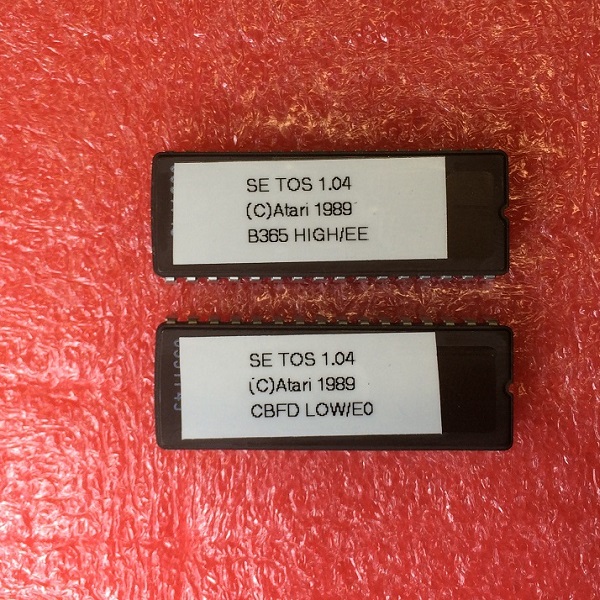 SE TOS 1.04
(C)Atari 1989
B365 HIGH/EE
SE TOS 1.04
(C)Atari 1989
CBFD LOW/E0